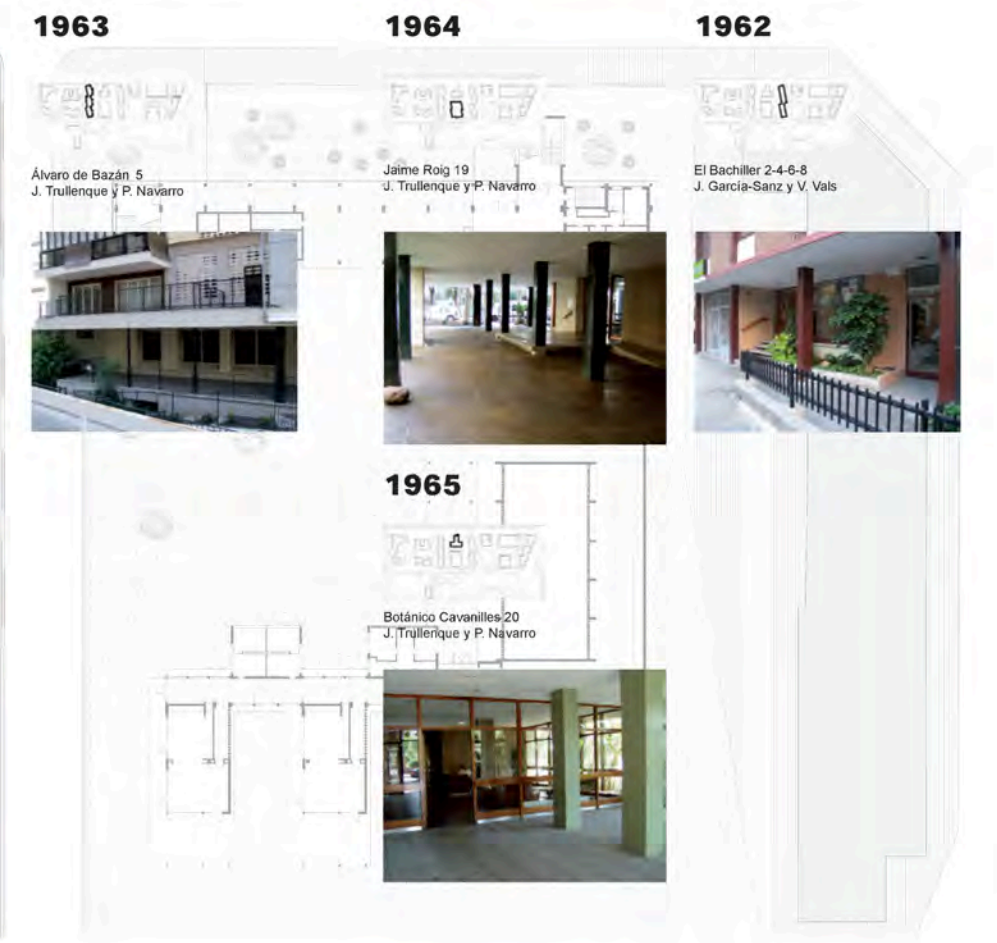 1963
Álvaro de Bazán 5
J. Trullenque y P. Navarro
1964
Jaime Roig 19
J. Trullenque y P. Navarro
1965
Botánico Cavanilles 20
J. Trullenque y P. Navarro
1962
El Bachiller 2-4-6-8
J. García-Sanz y V. Vals